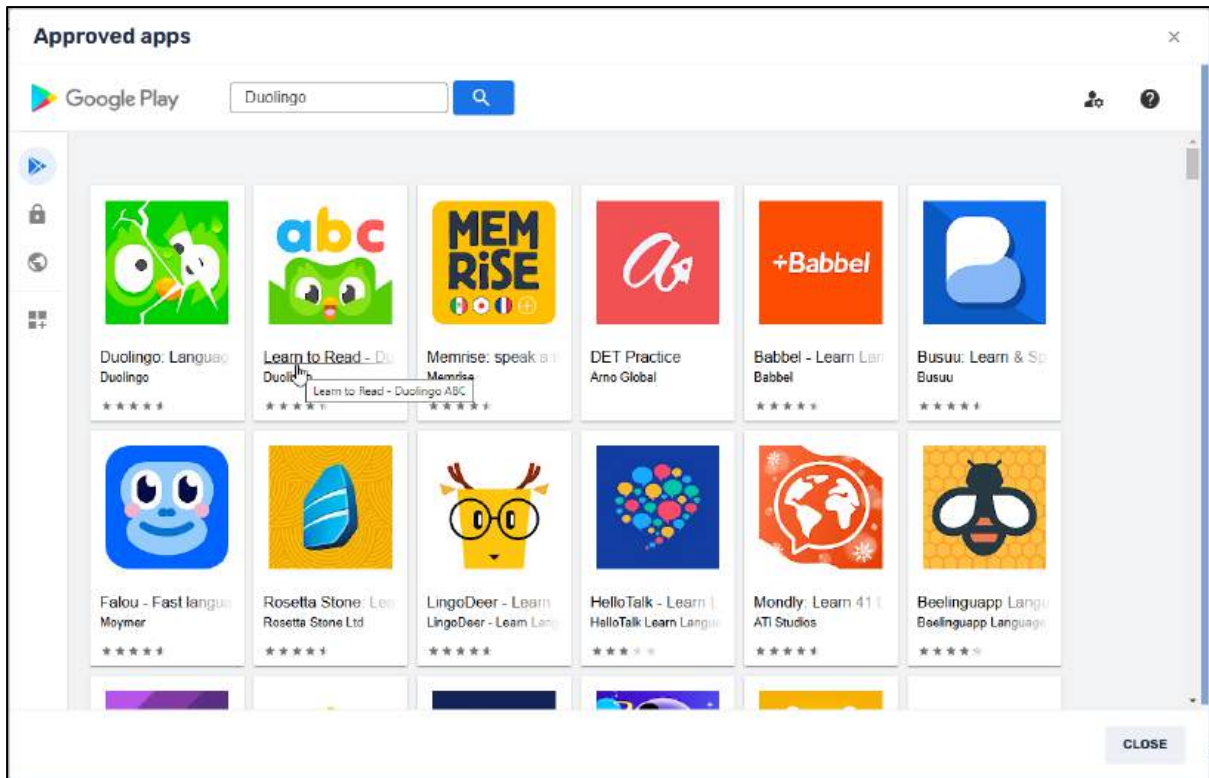 Approved apps
Google Play
Duolingo
abc
MEM
RiSE
+Babbel
Duolingo: Languag
Duolingo
Learn to Read - Du
Learn to Read - Duolingo ABC
Memrise: speak a
Memrise
DET Practice
Arno Global
Babbel - Learn Lan
Babbel
Busuu: Learn & Sp
Busuu
Falou - Fast langua
Moymer
Rosetta Stone: Lea
Rosetta Stone Ltd
LingoDeer - Learn
LingoDeer - Learn Lang
HelloTalk - Learn L
HelloTalk Learn Langu
Mondly: Learn 41 L
ATi Studios
Beelinguapp Langu
Beelinguapp Language
CLOSE